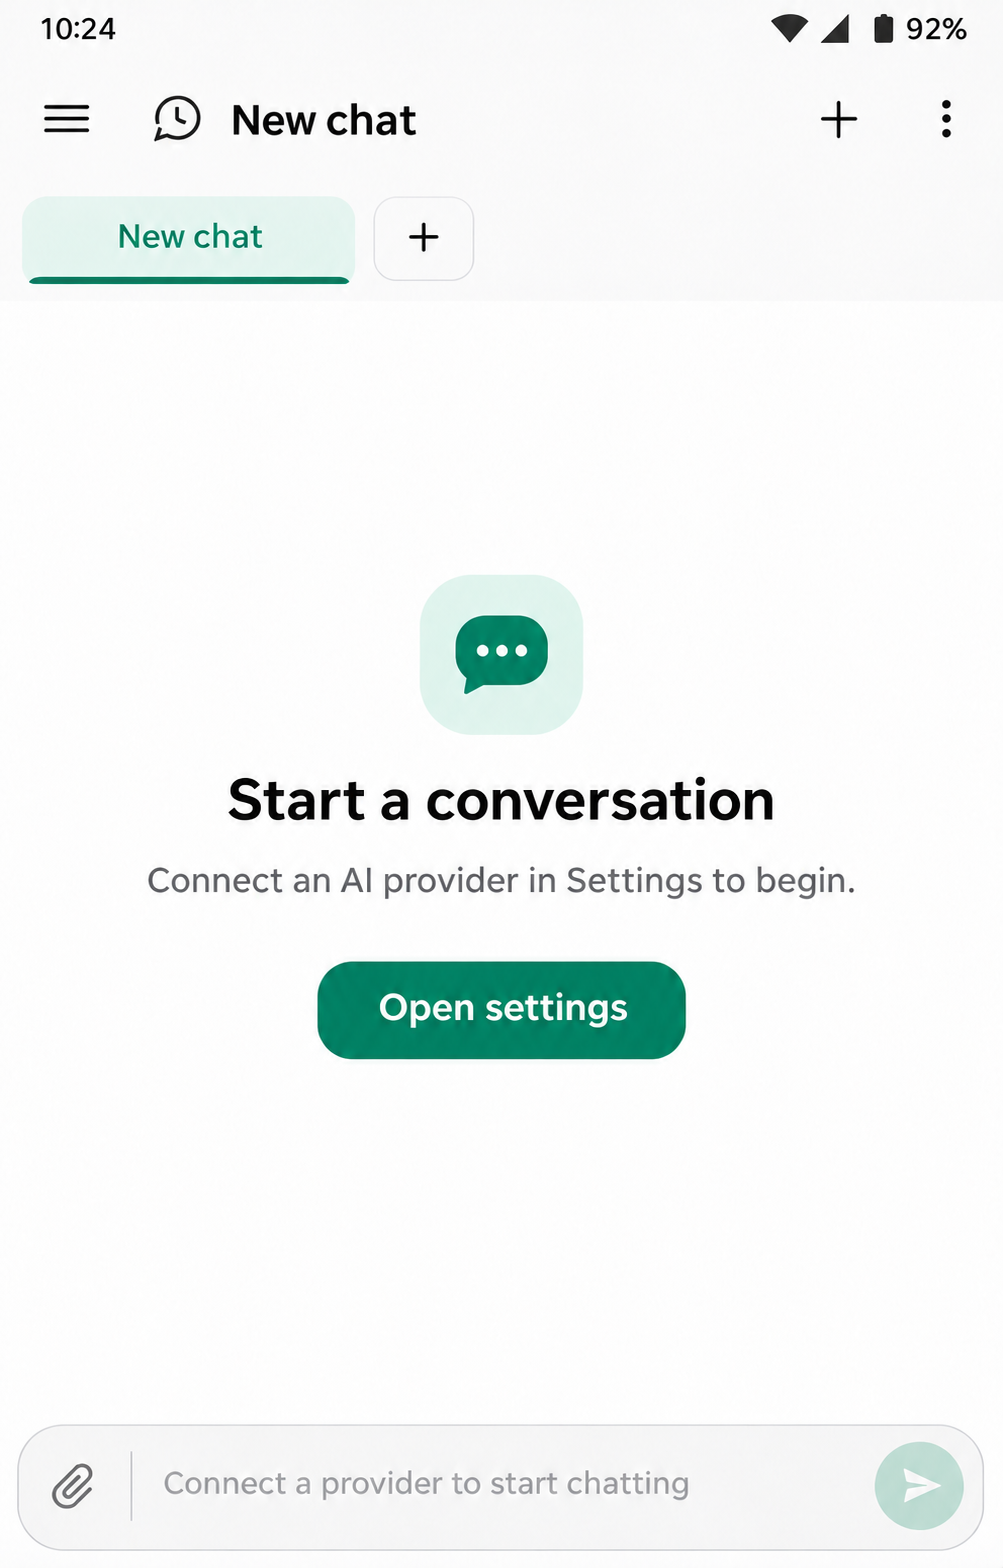 10:24
92%
New chat
New chat
Start a conversation
Connect an AI provider in Settings to begin.
Open settings
Connect a provider to start chatting